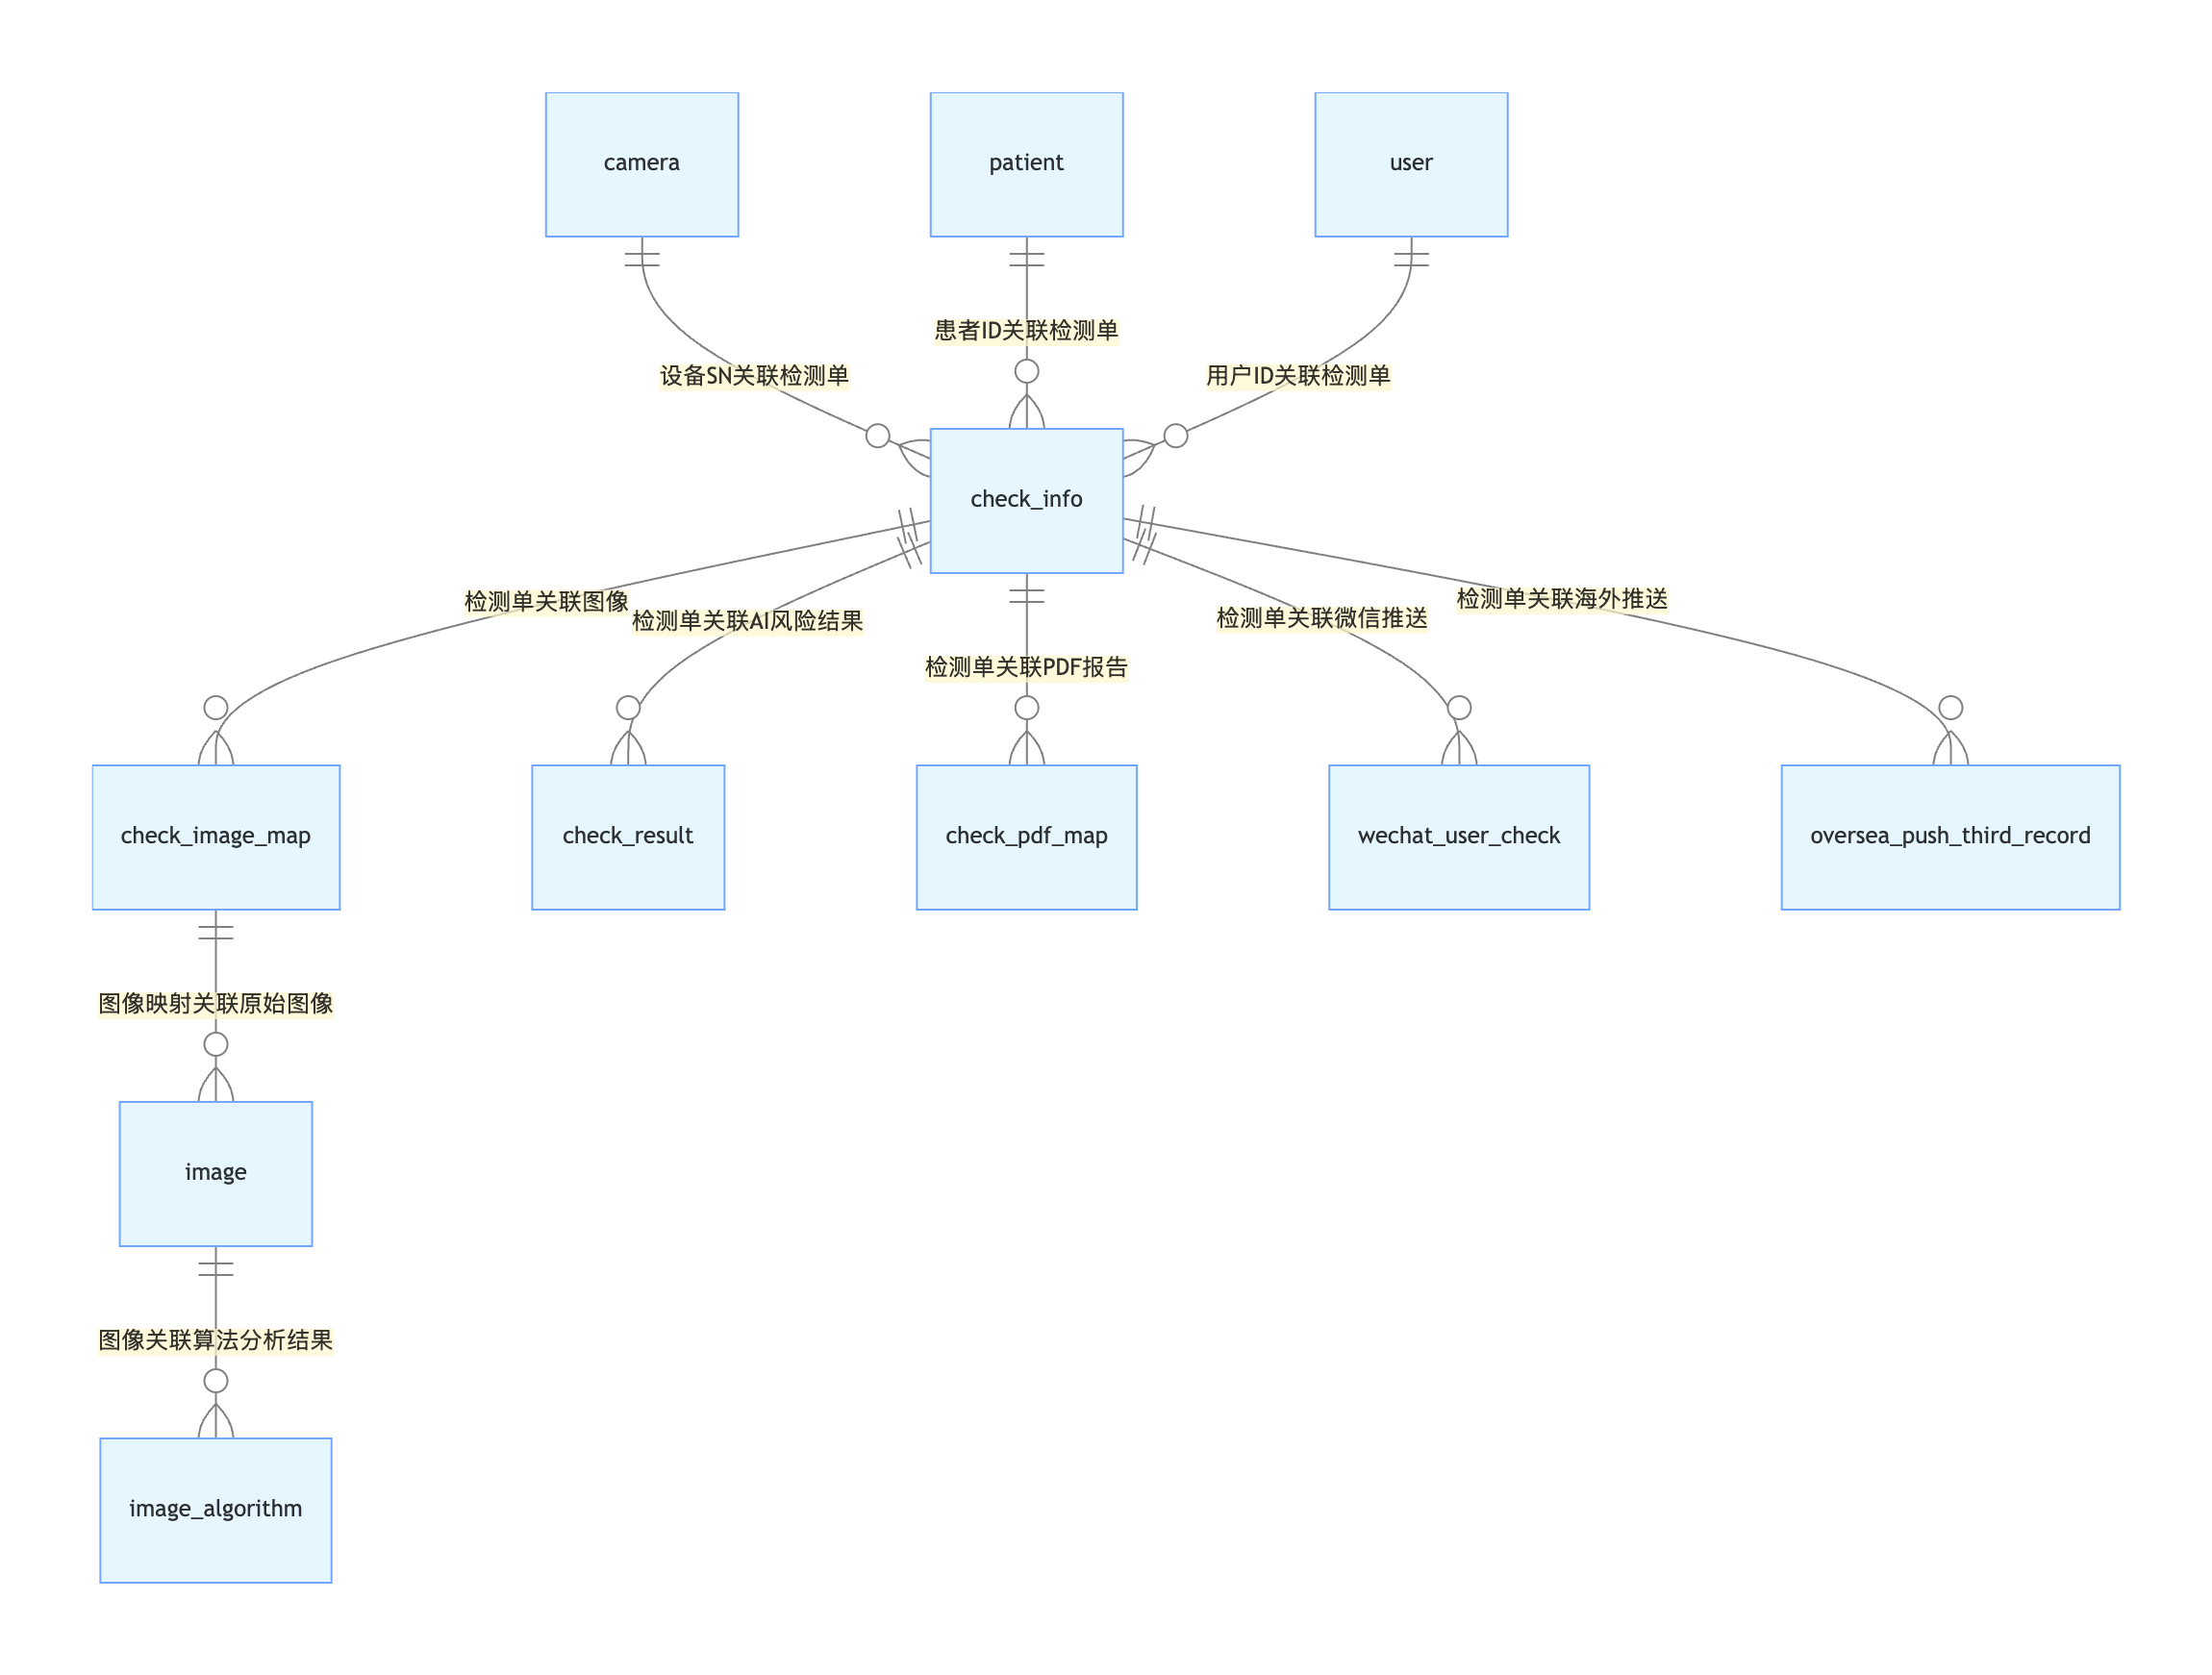 camera
patient
user
患者ID关联检测单
设备SN关联检测单
用户ID关联检测单
check_info
检测单关联图像
检测单关联AI风险结果
检测单关联PDF报告
检测单关联微信推送
检测单关联海外推送
check_image_map
check_result
check_pdf_map
wechat_user_check
oversea_push_third_record
图像映射关联原始图像
image
图像关联算法分析结果
image_algorithm